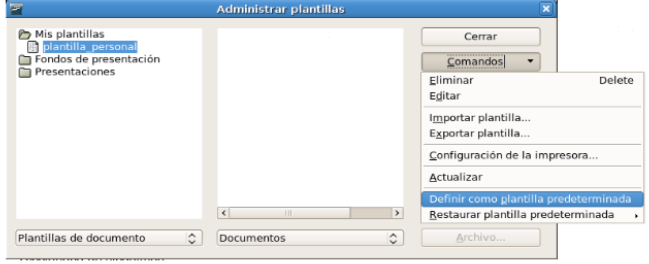 Administrar plantillas
Mis plantillas
plantilla_personal
Fondos de presentación
Presentaciones
Cerrar
Comandos
Eliminar Delete
Editar
Importar plantilla...
Exportar plantilla...
Configuración de la impresora...
Actualizar
Definir como plantilla predeterminada
Restaurar plantilla predeterminada
Plantillas de documento
Documentos
Archivo...